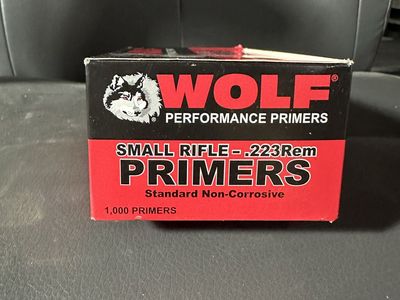 WOLF®
PERFORMANCE PRIMERS
SMALL RIFLE – .223Rem
PRIMERS
Standard Non-Corrosive
1,000 PRIMERS